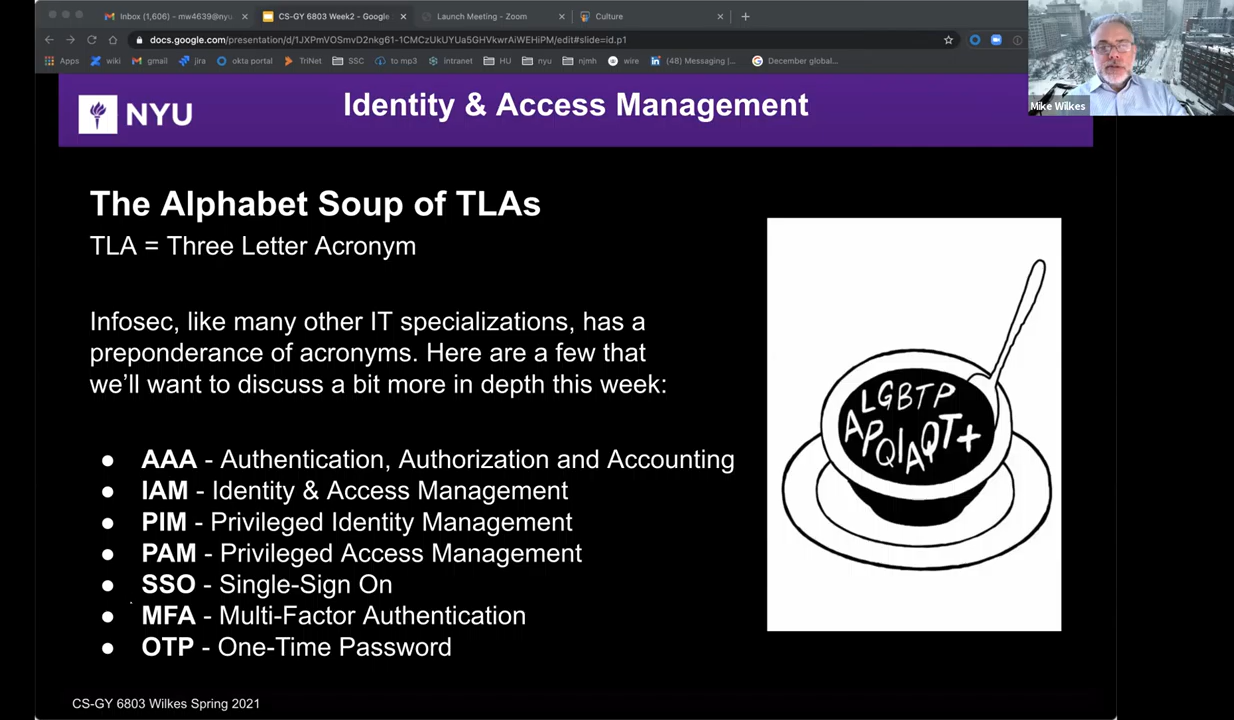 Inbox (1,606) - mw4639@nyu
CS-GY 6803 Week2 - Google
Launch Meeting - Zoom
Culture
docs.google.com/presentation/d/1JXPmVOSmvD2nkg61-1CMCzUkUYUa5GHVkwrAiWEHiPM/edit#slide=id.p1
Apps wiki gmail jira okta portal TriNet SSC to mp3 intranet HU nyu njmh wire (48) Messaging |... December global...
Mike Wilkes
NYU
Identity & Access Management
The Alphabet Soup of TLAs
TLA = Three Letter Acronym
Infosec, like many other IT specializations, has a
preponderance of acronyms. Here are a few that
we'll want to discuss a bit more in depth this week:
● AAA - Authentication, Authorization and Accounting
● IAM - Identity & Access Management
● PIM - Privileged Identity Management
● PAM - Privileged Access Management
● SSO - Single-Sign On
● MFA - Multi-Factor Authentication
● OTP - One-Time Password
LGBTP
APQIAQT+
CS-GY 6803 Wilkes Spring 2021